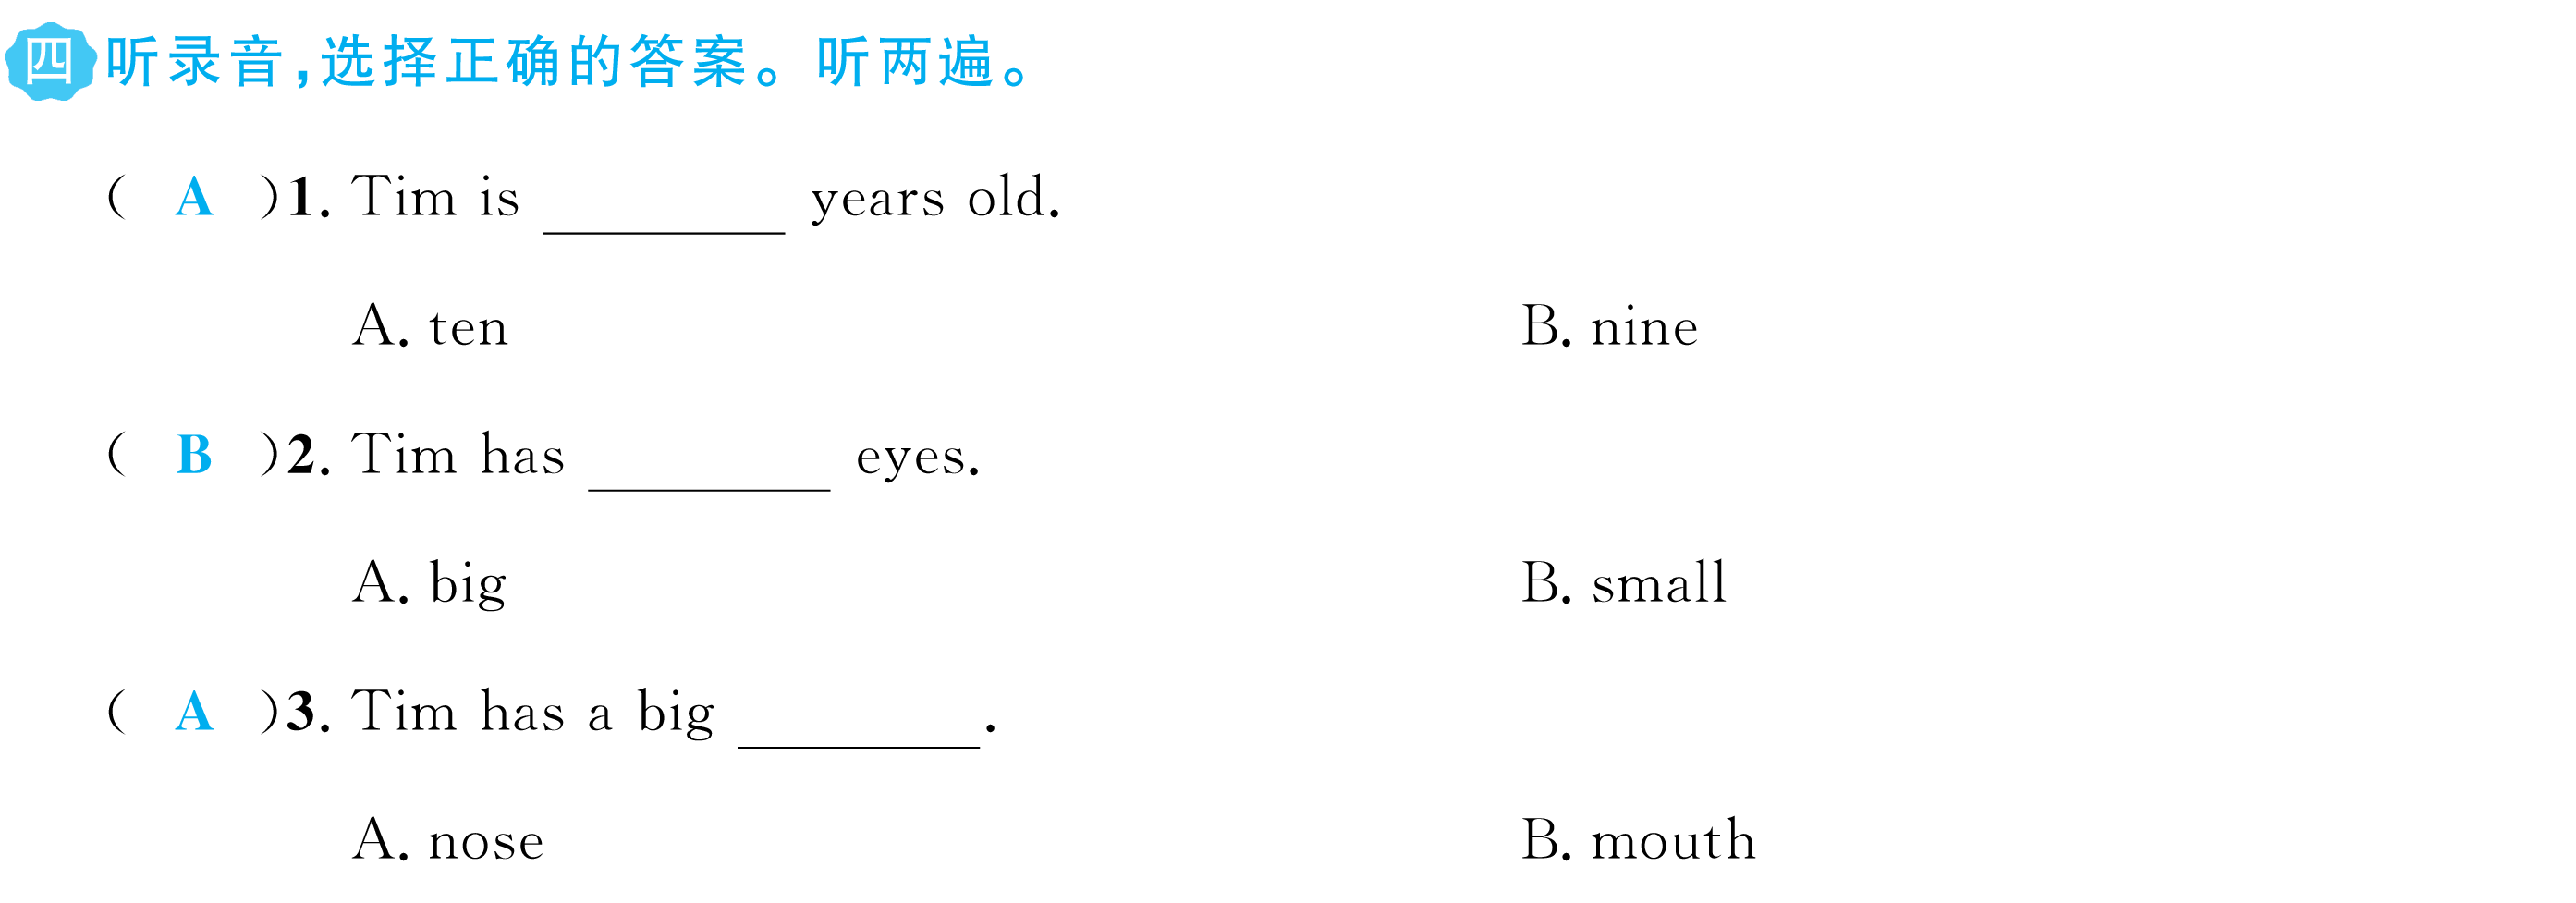 四 听录音,选择正确的答案。听两遍。
( A )1. Tim is ________ years old.
A. ten B. nine
( B )2. Tim has ________ eyes.
A. big B. small
( A )3. Tim has a big ________.
A. nose B. mouth